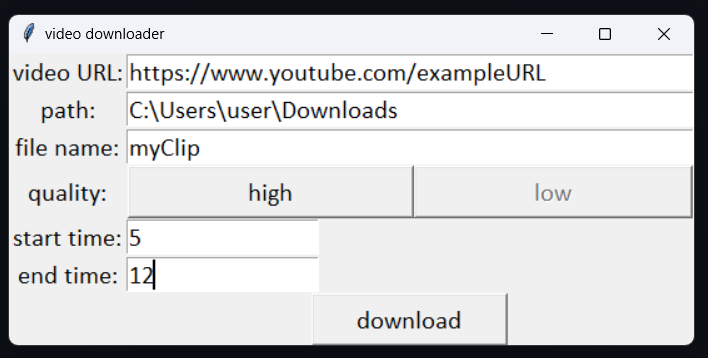 video downloader
video URL: https://www.youtube.com/exampleURL
path: C:\Users\user\Downloads
file name: myClip
quality: high low
start time: 5
end time: 12
download